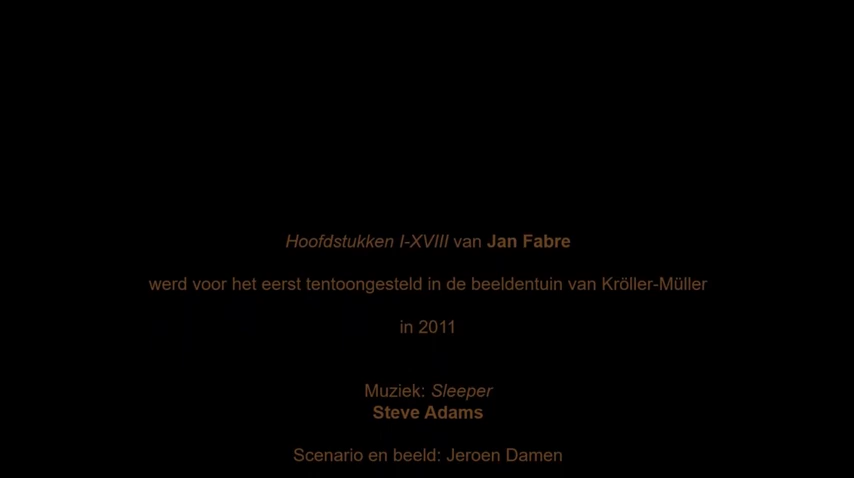 Hoofdstukken I-XVIII van Jan Fabre
werd voor het eerst tentoongesteld in de beeldentuin van Kröller-Müller
in 2011
Muziek: Sleeper
Steve Adams
Scenario en beeld: Jeroen Damen